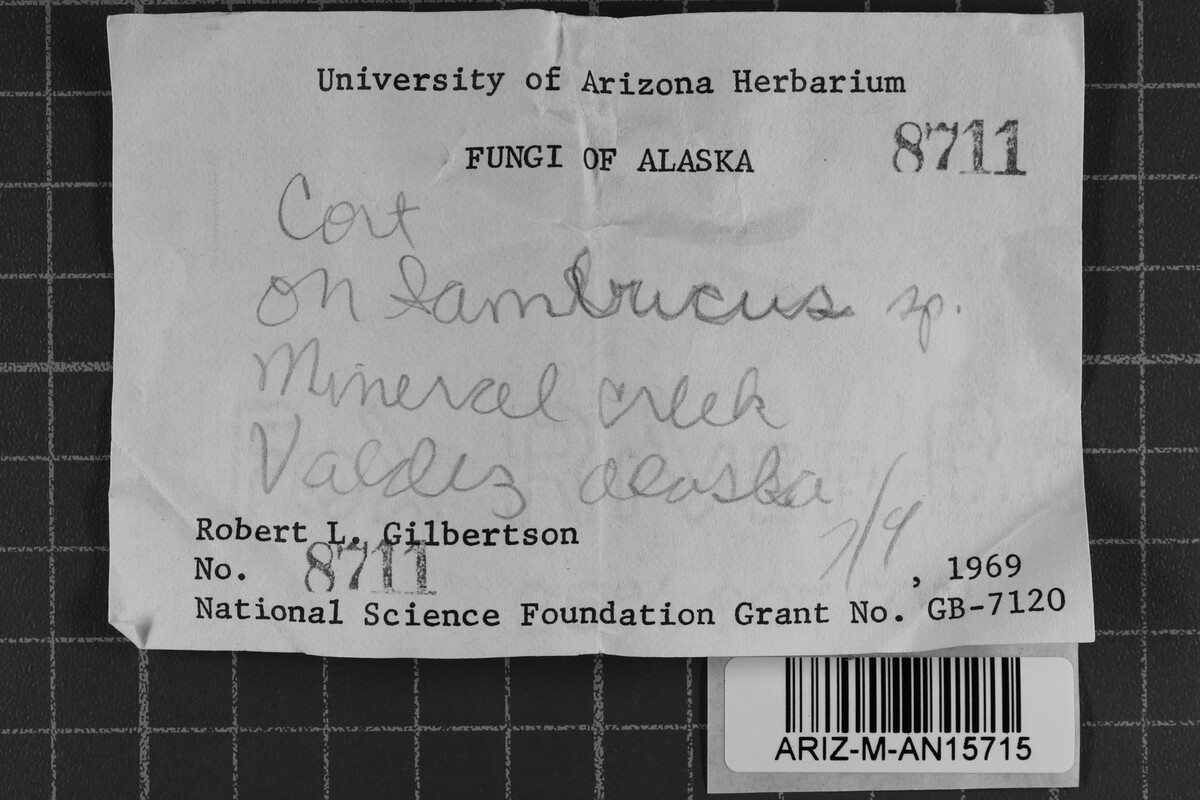 University of Arizona Herbarium
FUNGI OF ALASKA 8711
Cort
on Sambucus sp.
Mineral creek
Valdez alaska
Robert L. Gilbertson
No. 8711 7/9, 1969
National Science Foundation Grant No. GB-7120
ARIZ-M-AN15715